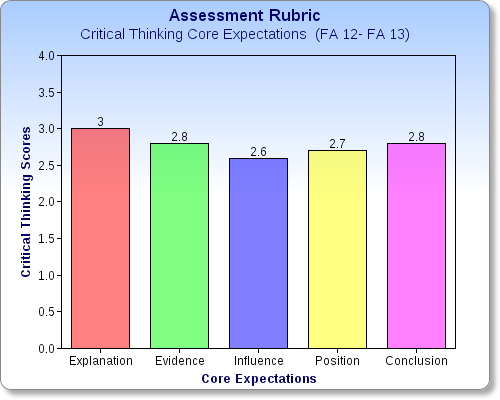 Assessment Rubric
Critical Thinking Core Expectations (FA 12- FA 13)
Critical Thinking Scores
4.0
3.5
3.0
2.5
2.0
1.5
1.0
0.5
0.0
3
2.8
2.6
2.7
2.8
Explanation Evidence Influence Position Conclusion
Core Expectations